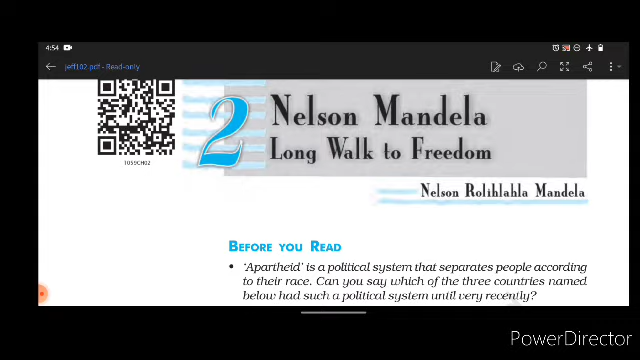 4:54
jeff102.pdf - Read-only
1059CH02
2
Nelson Mandela
Long Walk to Freedom
Nelson Rolihlahla Mandela
BEFORE YOU READ
• ‘Apartheid’ is a political system that separates people according
to their race. Can you say which of the three countries named
below had such a political system until very recently?
PowerDirector